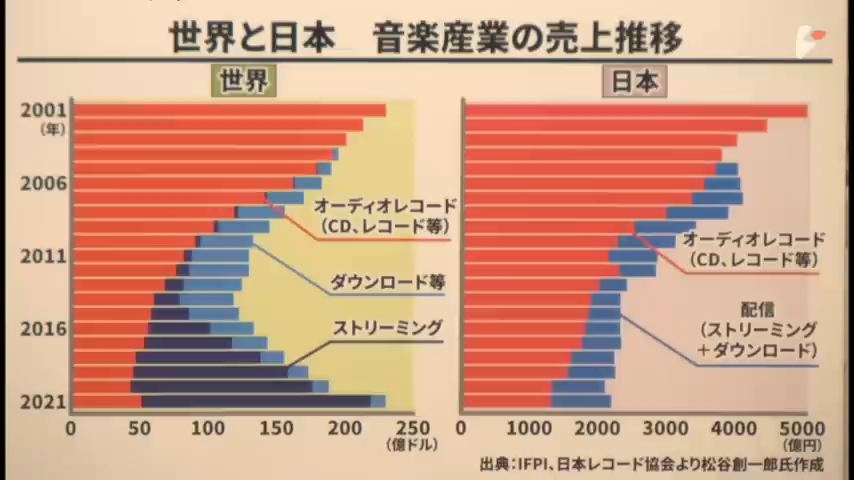 世界と日本　音楽産業の売上推移
世界
2001
(年)
2006
2011
2016
2021
オーディオレコード
(CD、レコード等)
ダウンロード等
ストリーミング
0 50 100 150 200 250
(億ドル)
日本
オーディオレコード
(CD、レコード等)
配信
(ストリーミング
＋ダウンロード)
0 1000 2000 3000 4000 5000
(億円)
出典：IFPI、日本レコード協会より松谷創一郎氏作成